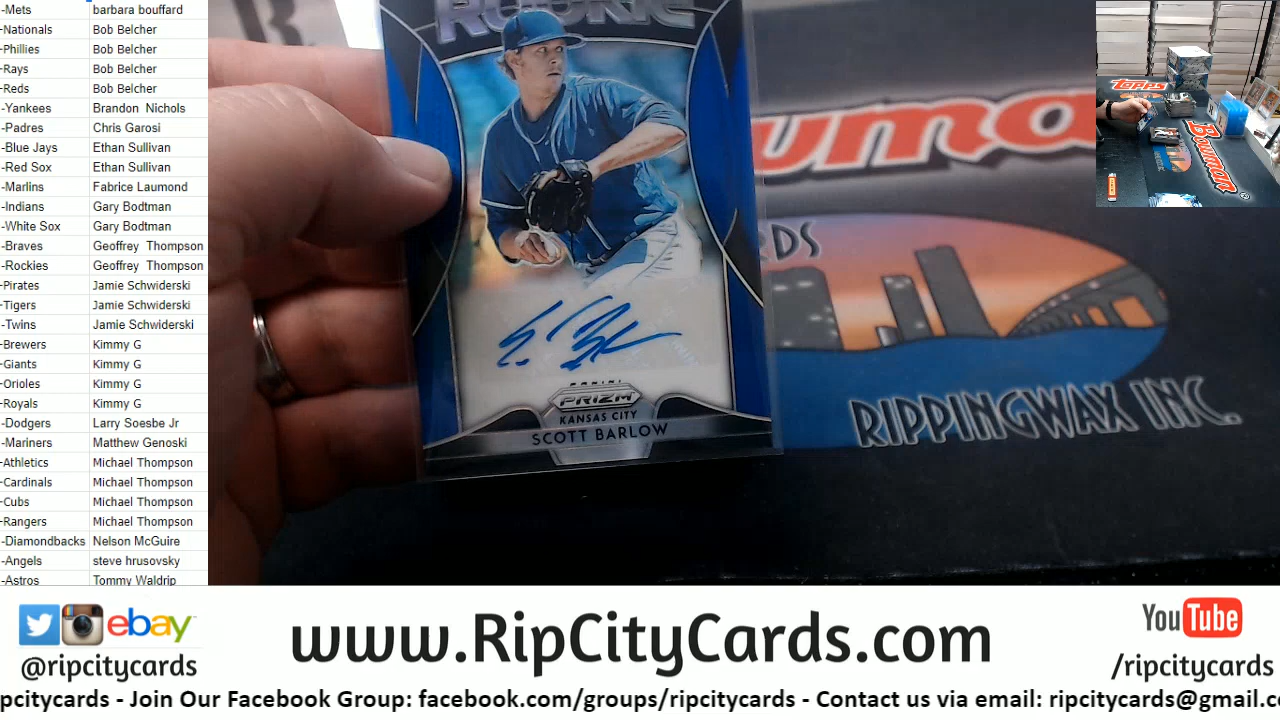 -Mets barbara bouffard
-Nationals Bob Belcher
-Phillies Bob Belcher
-Rays Bob Belcher
-Reds Bob Belcher
-Yankees Brandon Nichols
-Padres Chris Garosi
-Blue Jays Ethan Sullivan
-Red Sox Ethan Sullivan
-Marlins Fabrice Laumond
-Indians Gary Bodtman
-White Sox Gary Bodtman
-Braves Geoffrey Thompson
-Rockies Geoffrey Thompson
-Pirates Jamie Schwiderski
-Tigers Jamie Schwiderski
-Twins Jamie Schwiderski
-Brewers Kimmy G
-Giants Kimmy G
-Orioles Kimmy G
-Royals Kimmy G
-Dodgers Larry Soesbe Jr
-Mariners Matthew Genoski
-Athletics Michael Thompson
-Cardinals Michael Thompson
-Cubs Michael Thompson
-Rangers Michael Thompson
-Diamondbacks Nelson McGuire
-Angels steve hrusovsky
-Astros Tommy Waldrip
ROOKIE
PANINI
PRIZM
KANSAS CITY
SCOTT BARLOW
uma
RDS
RIPPINGWAX INC.
Topps
Bowman
ebay
@ripcitycards
www.RipCityCards.com
YouTube
/ripcitycards
pcitycards - Join Our Facebook Group: facebook.com/groups/ripcitycards - Contact us via email: ripcitycards@gmail.c